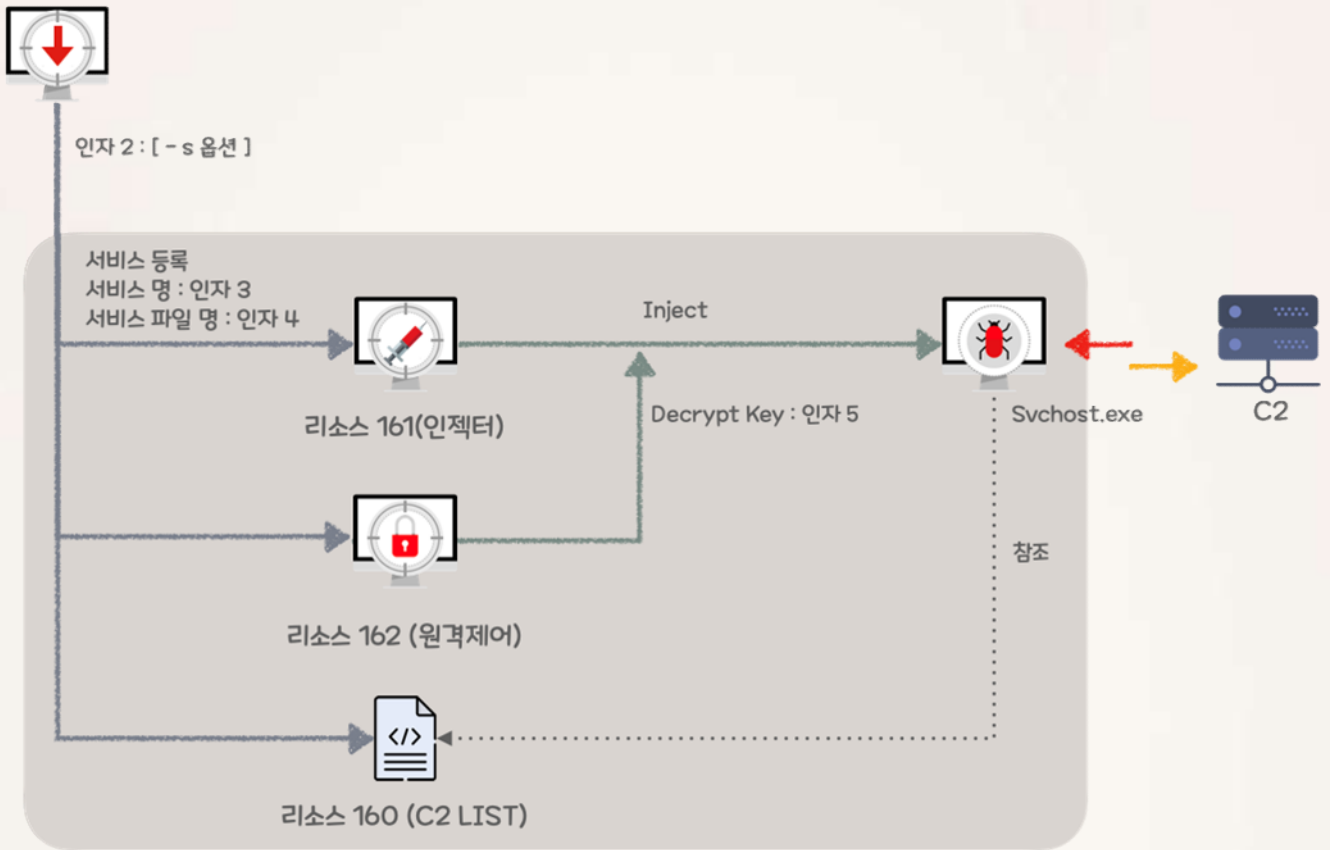 인자 2 : [ - s 옵션 ]
서비스 등록
서비스 명 : 인자 3
서비스 파일 명 : 인자 4
Inject
리소스 161(인젝터)
Decrypt Key : 인자 5
Svchost.exe
C2
참조
리소스 162 (원격제어)
</>
리소스 160 (C2 LIST)